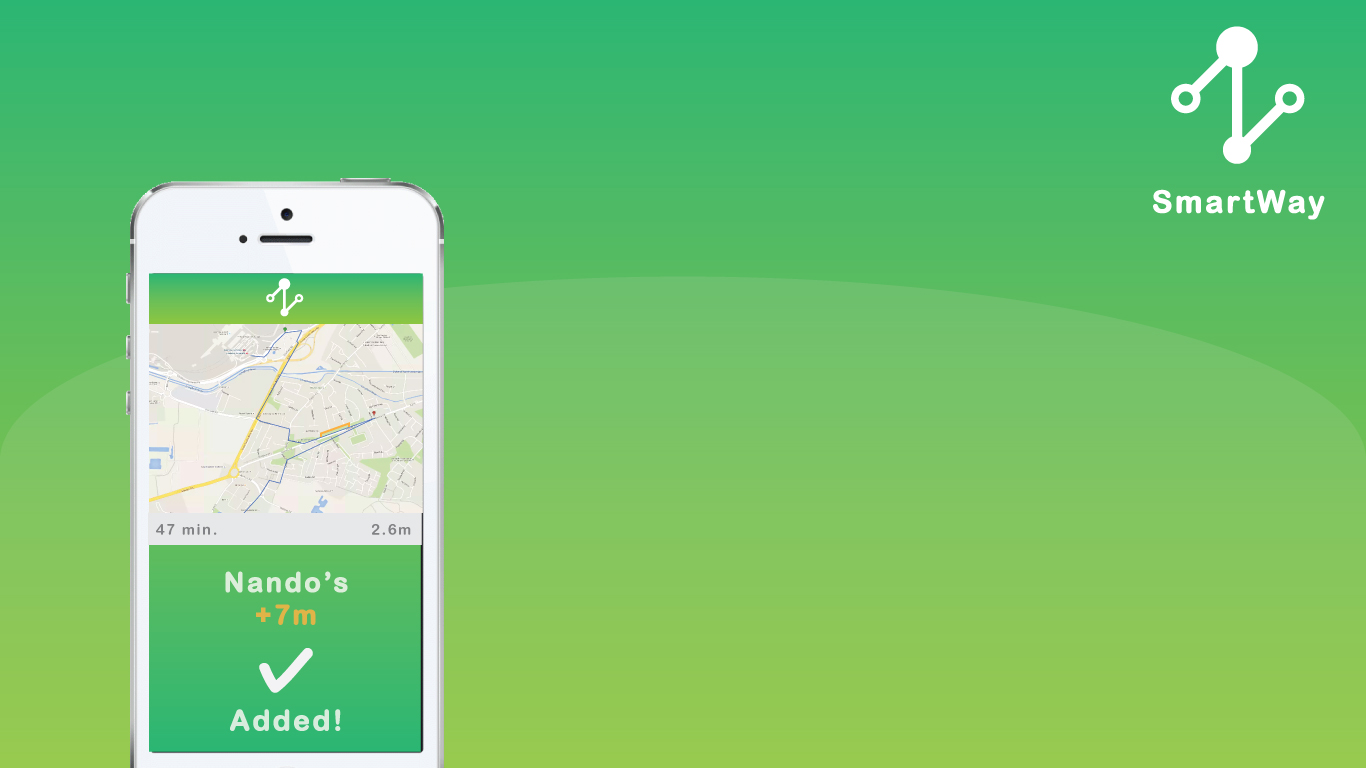 SmartWay
47 min. 2.6m
Nando's
+7m
Added!